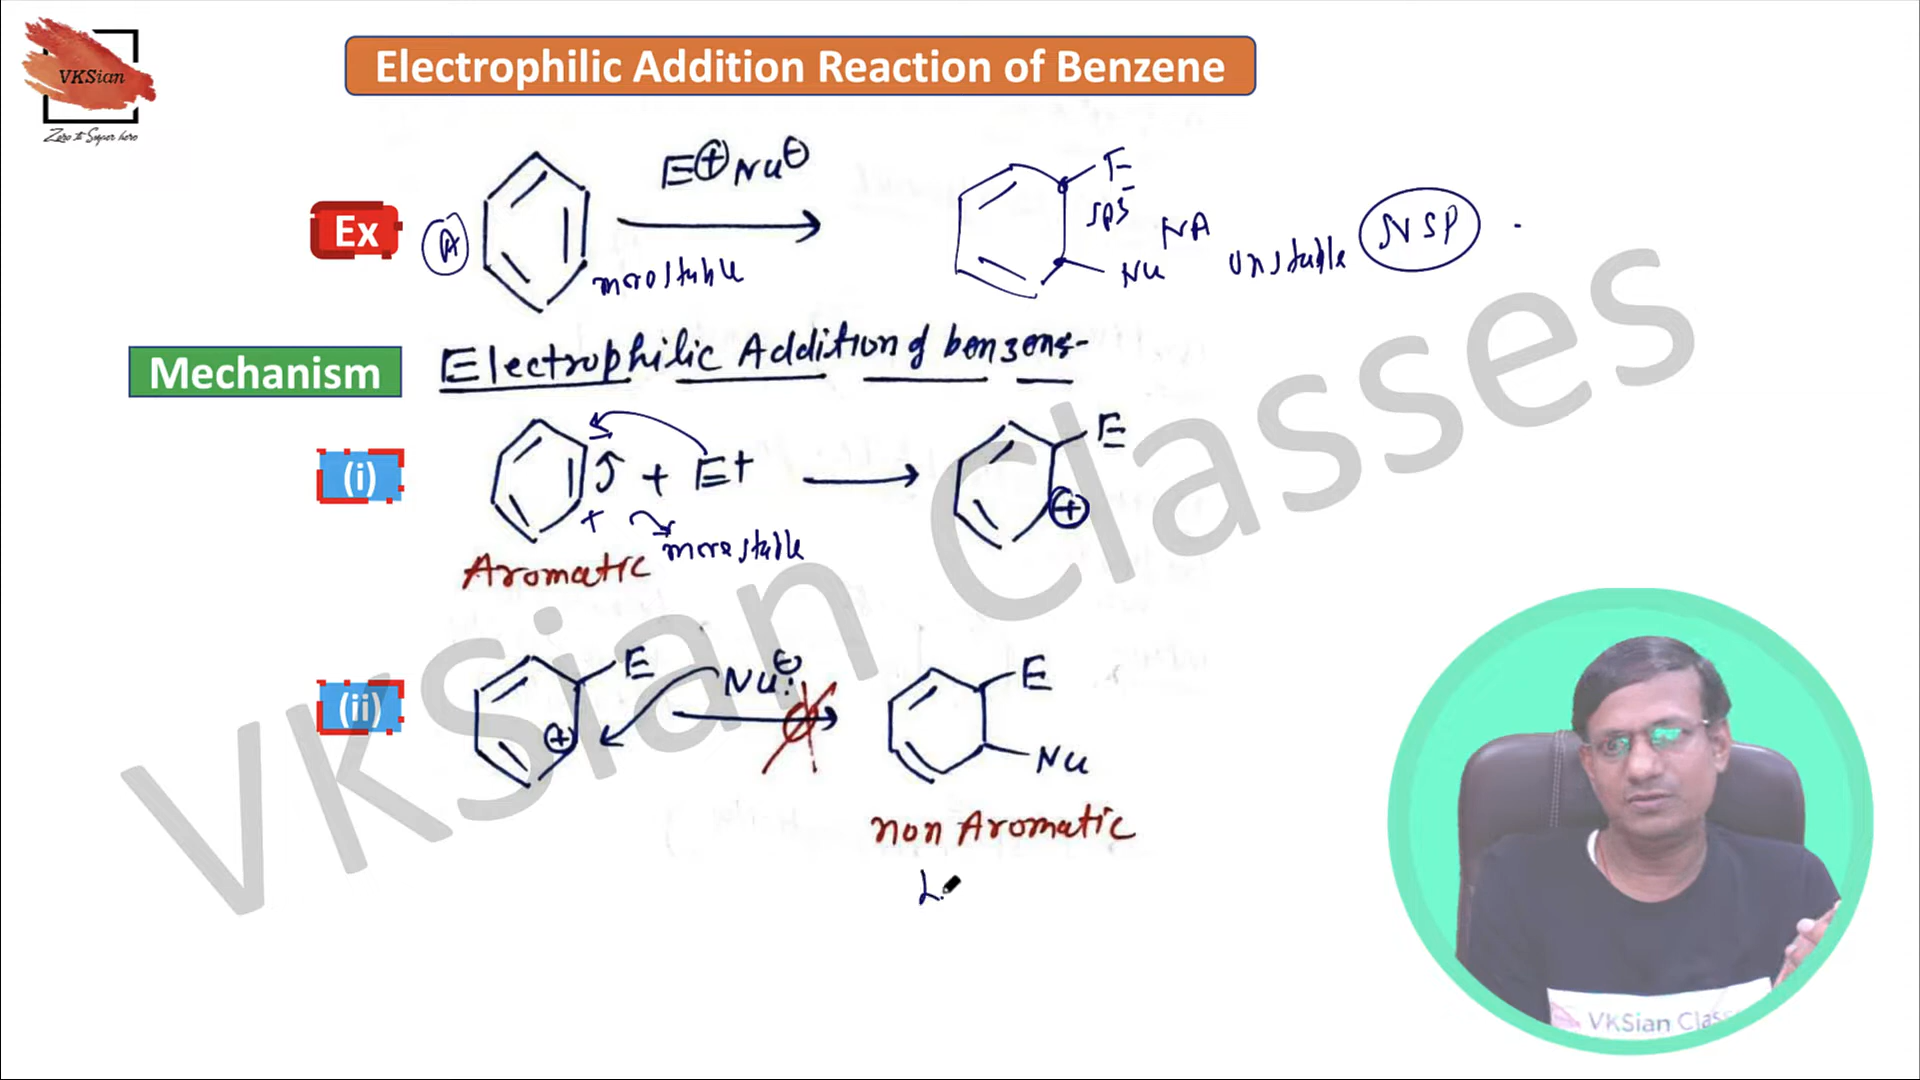 VKSian
Zero to Super hero
Electrophilic Addition Reaction of Benzene
Ex
A
E⊕ Nu⊖
more stable
E
sp3
NA
Nu
unstable
NSP
Mechanism
Electrophilic Addition of benzene-
(i)
+ E+
E
+
+
more stable
Aromatic
(ii)
E
+
Nu:⊖
E
Nu
non Aromatic
L
VKSian Classes
VKSian Class